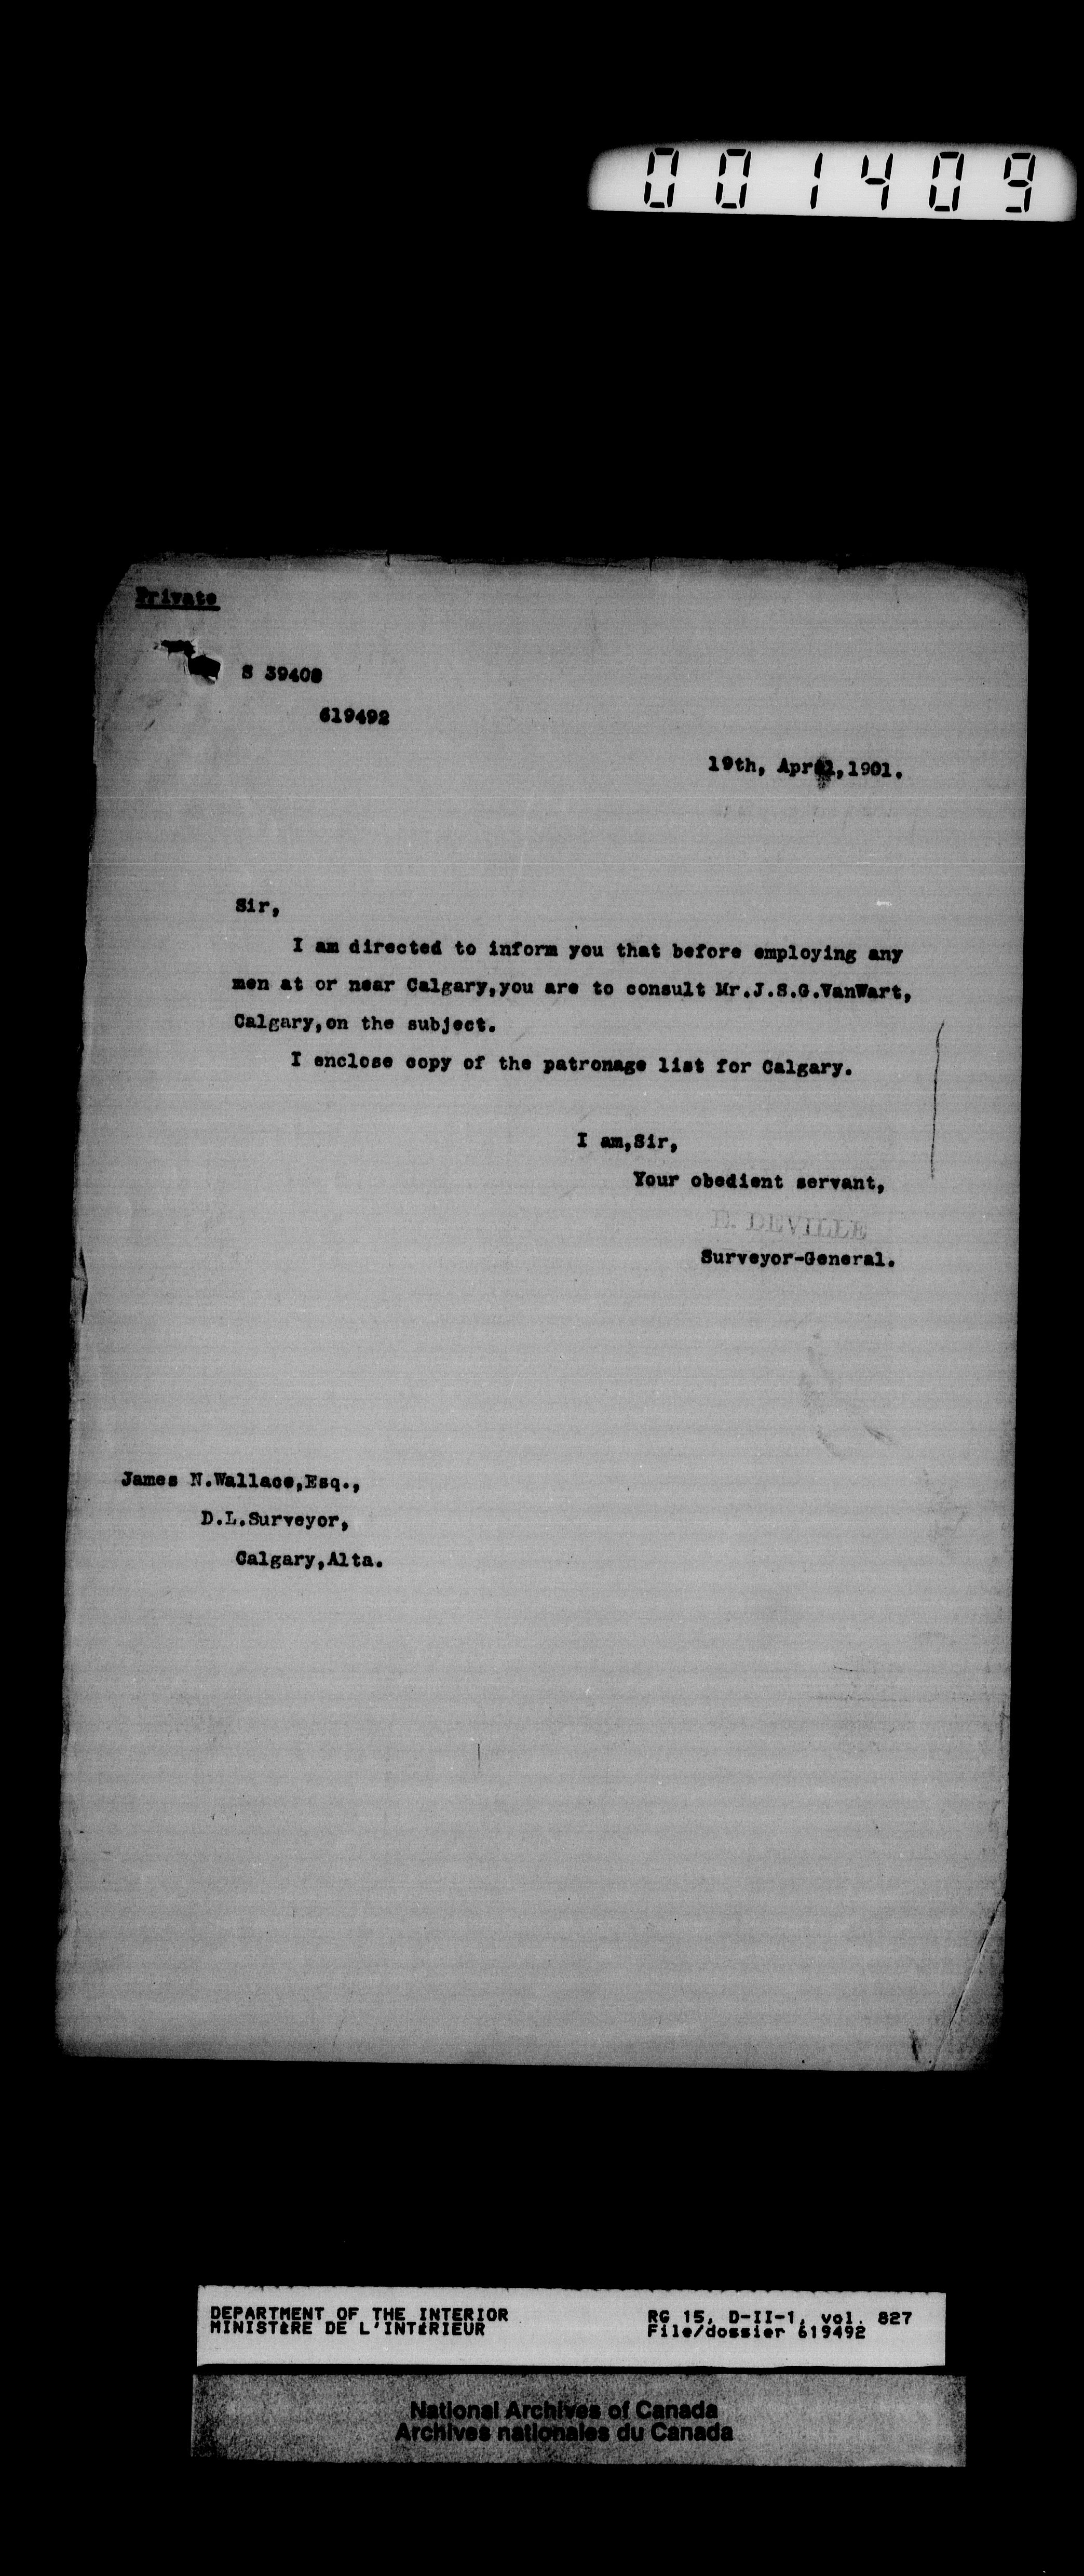 001409
Private
S 39408
619492
19th, April,1901.
Sir,
I am directed to inform you that before employing any
men at or near Calgary,you are to consult Mr.J.S.G.VanWart,
Calgary,on the subject.
I enclose copy of the patronage list for Calgary.
I am,Sir,
Your obedient servant,
E. DEVILLE
Surveyor-General.
James N.Wallace,Esq.,
D.L.Surveyor,
Calgary,Alta.
DEPARTMENT OF THE INTERIOR
MINISTÈRE DE L'INTÉRIEUR
RG 15, D-II-1, vol. 827
File/dossier 619492
National Archives of Canada
Archives nationales du Canada